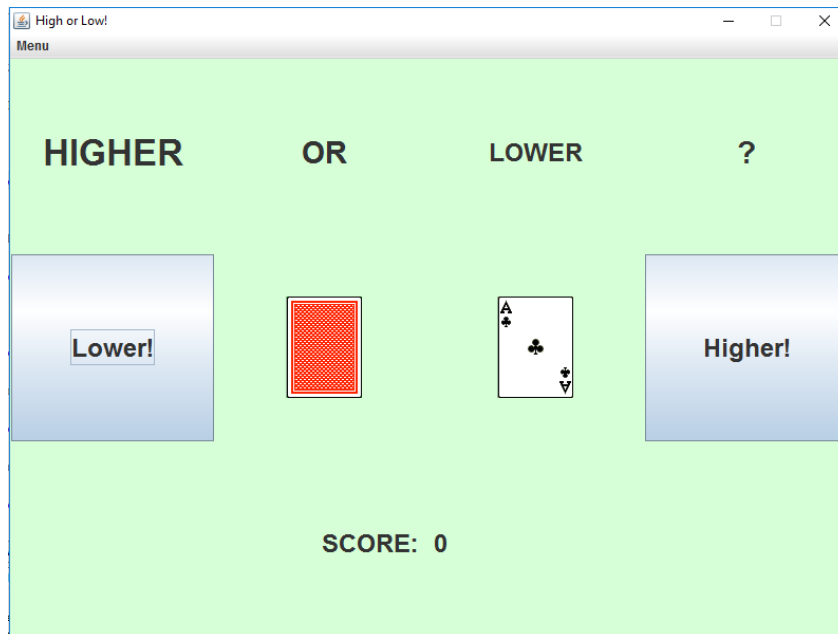 High or Low!
Menu
HIGHER OR LOWER ?
Lower!
A
A
Higher!
SCORE: 0